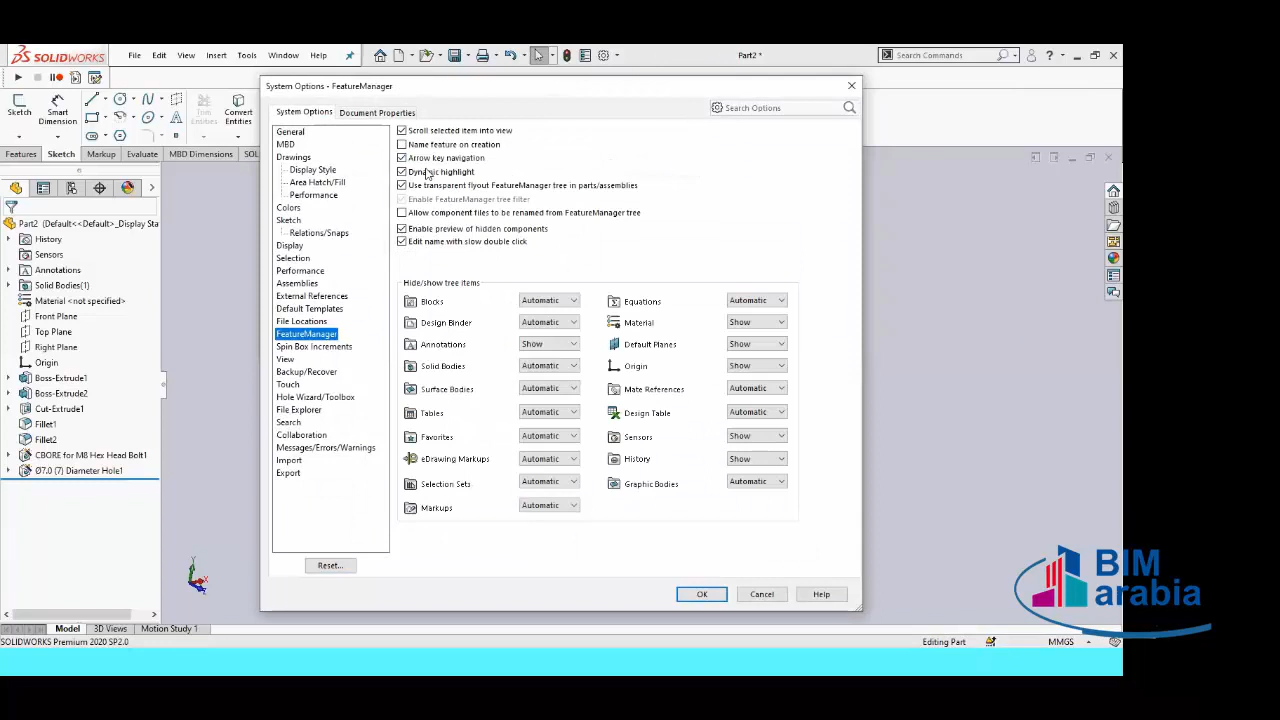 SOLIDWORKS File Edit View Insert Tools Window Help Part2 * Search Commands
Sketch Smart Dimension Trim Entities Convert Entities
Features Sketch Markup Evaluate MBD Dimensions SOL
Part2 (Default<<Default>_Display Sta
History
Sensors
Annotations
Solid Bodies(1)
Material <not specified>
Front Plane
Top Plane
Right Plane
Origin
Boss-Extrude1
Boss-Extrude2
Cut-Extrude1
Fillet1
Fillet2
CBORE for M8 Hex Head Bolt1
Ø7.0 (7) Diameter Hole1
System Options - FeatureManager
System Options Document Properties Search Options
General
MBD
Drawings
Display Style
Area Hatch/Fill
Performance
Colors
Sketch
Relations/Snaps
Display
Selection
Performance
Assemblies
External References
Default Templates
File Locations
FeatureManager
Spin Box Increments
View
Backup/Recover
Touch
Hole Wizard/Toolbox
File Explorer
Search
Collaboration
Messages/Errors/Warnings
Import
Export
Reset...
Scroll selected item into view
Name feature on creation
Arrow key navigation
Dynamic highlight
Use transparent flyout FeatureManager tree in parts/assemblies
Enable FeatureManager tree filter
Allow component files to be renamed from FeatureManager tree
Enable preview of hidden components
Edit name with slow double click
Hide/show tree items
Blocks Automatic Equations Automatic
Design Binder Automatic Material Show
Annotations Show Default Planes Show
Solid Bodies Automatic Origin Show
Surface Bodies Automatic Mate References Automatic
Tables Automatic Design Table Automatic
Favorites Automatic Sensors Show
eDrawing Markups Automatic History Show
Selection Sets Automatic Graphic Bodies Automatic
Markups Automatic
OK Cancel Help
BIM
arabia
Model 3D Views Motion Study 1
SOLIDWORKS Premium 2020 SP2.0 Editing Part MMGS